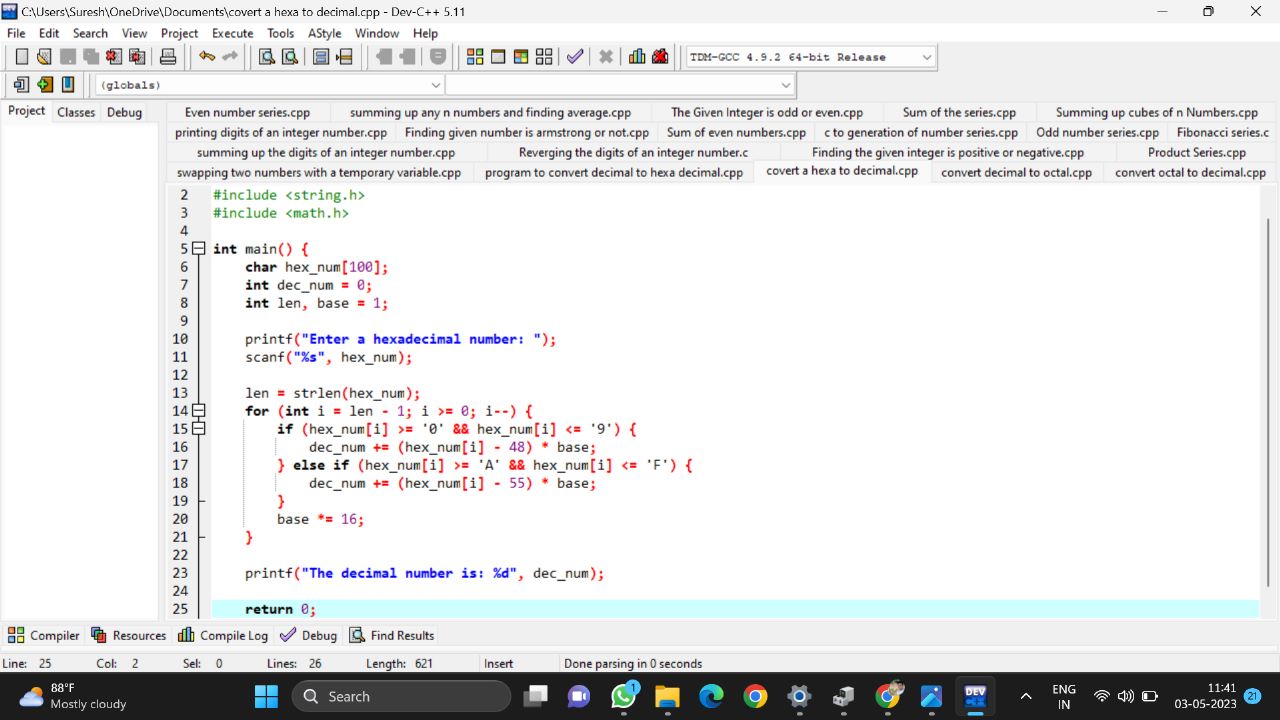 C:\Users\Suresh\OneDrive\Documents\covert a hexa to decimal.cpp - Dev-C++ 5.11
File Edit Search View Project Execute Tools AStyle Window Help
TDM-GCC 4.9.2 64-bit Release
(globals)
Project Classes Debug
Even number series.cpp summing up any n numbers and finding average.cpp The Given Integer is odd or even.cpp Sum of the series.cpp Summing up cubes of n Numbers.cpp
printing digits of an integer number.cpp Finding given number is armstrong or not.cpp Sum of even numbers.cpp c to generation of number series.cpp Odd number series.cpp Fibonacci series.c
summing up the digits of an integer number.cpp Reverging the digits of an integer number.c Finding the given integer is positive or negative.cpp Product Series.cpp
swapping two numbers with a temporary variable.cpp program to convert decimal to hexa decimal.cpp covert a hexa to decimal.cpp convert decimal to octal.cpp convert octal to decimal.cpp
2 #include <string.h>
3 #include <math.h>
4
5 int main() {
6 char hex_num[100];
7 int dec_num = 0;
8 int len, base = 1;
9
10 printf("Enter a hexadecimal number: ");
11 scanf("%s", hex_num);
12
13 len = strlen(hex_num);
14 for (int i = len - 1; i >= 0; i--) {
15 if (hex_num[i] >= '0' && hex_num[i] <= '9') {
16 dec_num += (hex_num[i] - 48) * base;
17 } else if (hex_num[i] >= 'A' && hex_num[i] <= 'F') {
18 dec_num += (hex_num[i] - 55) * base;
19 }
20 base *= 16;
21 }
22
23 printf("The decimal number is: %d", dec_num);
24
25 return 0;
Compiler Resources Compile Log Debug Find Results
Line: 25 Col: 2 Sel: 0 Lines: 26 Length: 621 Insert Done parsing in 0 seconds
88°F
Mostly cloudy
Search
1
DEV
C++
ENG
IN
11:41
03-05-2023
21